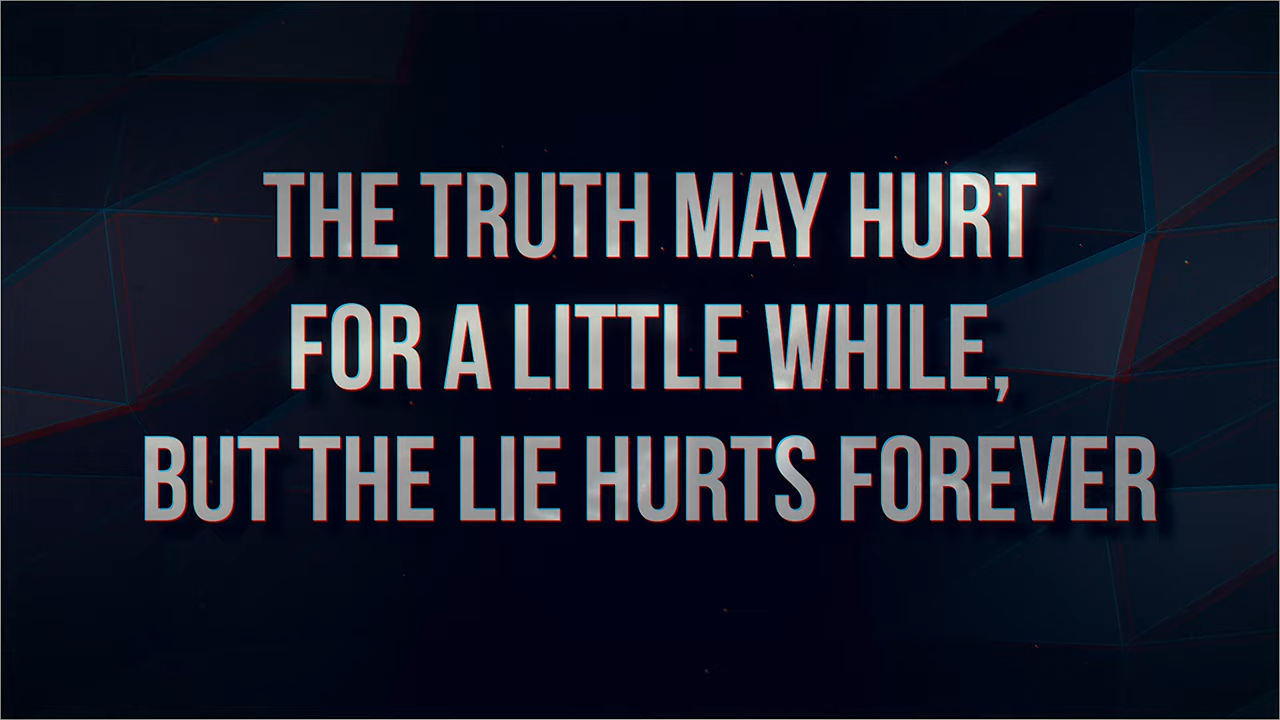 THE TRUTH MAY HURT
FOR A LITTLE WHILE,
BUT THE LIE HURTS FOREVER